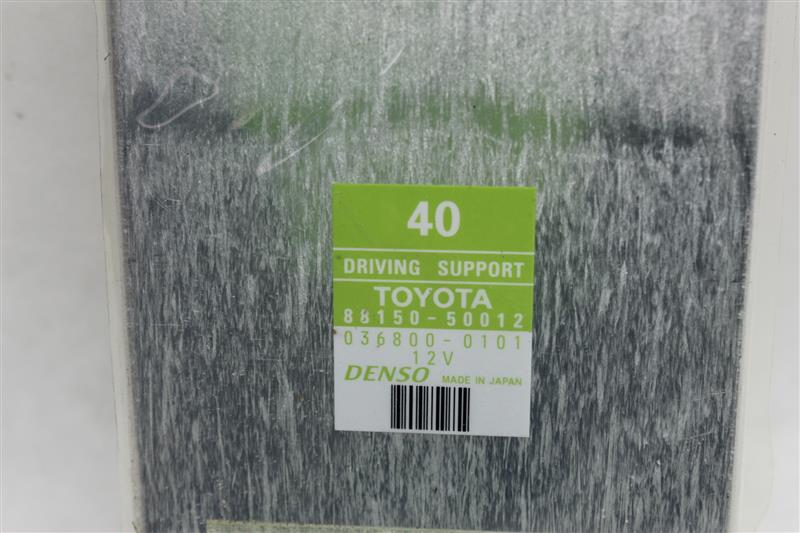 40
DRIVING SUPPORT
TOYOTA
88150-50012
036800-0101
12V
DENSO MADE IN JAPAN